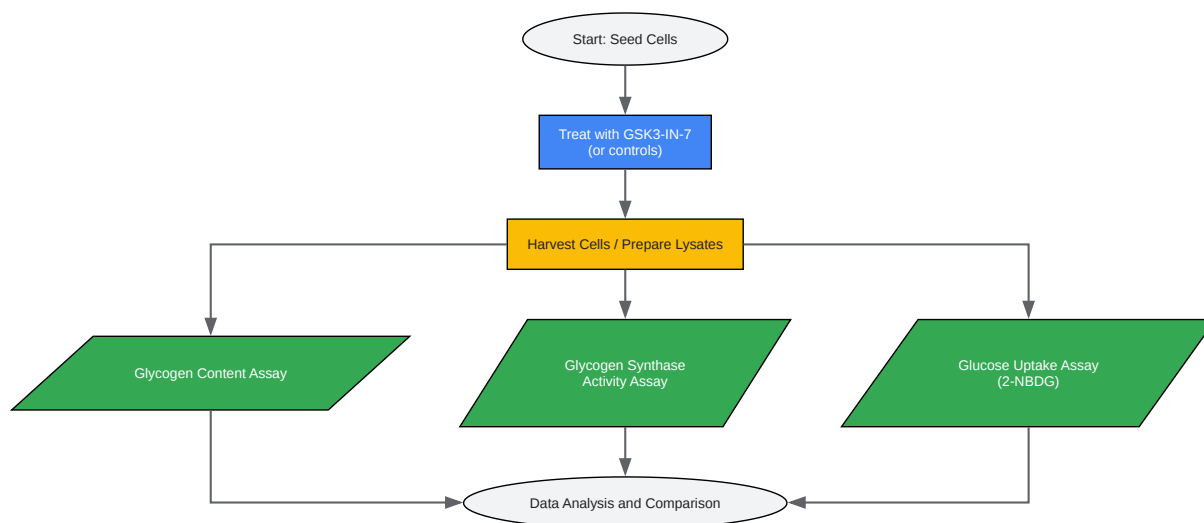 Start: Seed Cells
Treat with GSK3-IN-7
(or controls)
Harvest Cells / Prepare Lysates
Glycogen Content Assay
Glycogen Synthase
Activity Assay
Glucose Uptake Assay
(2-NBDG)
Data Analysis and Comparison